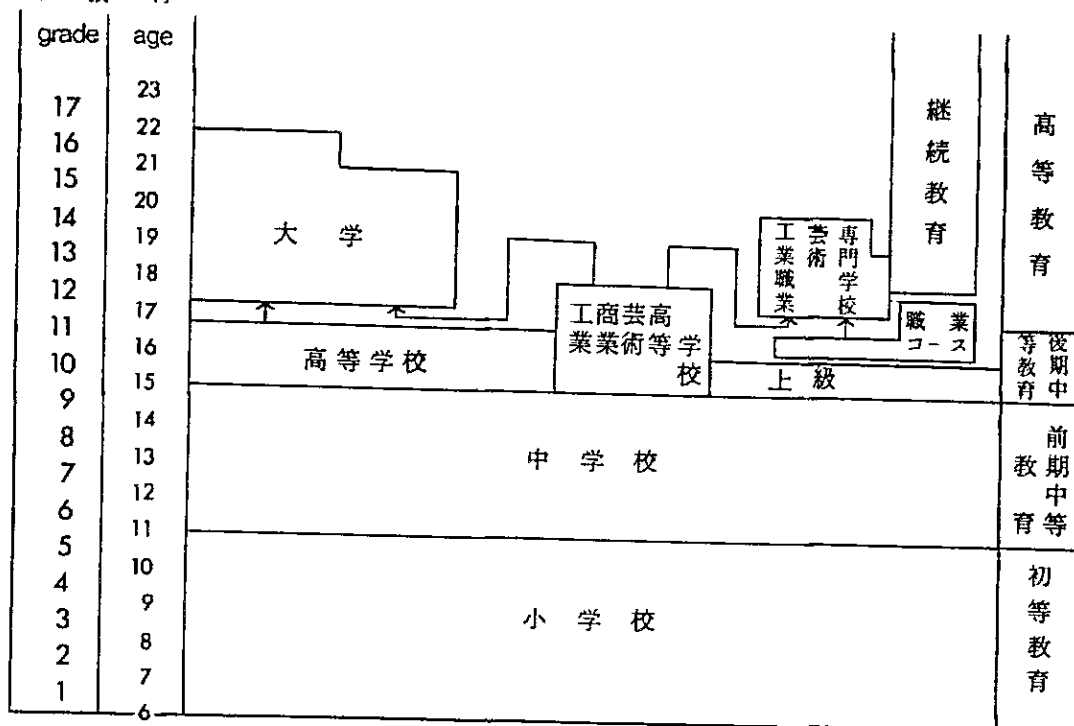 grade
age
23
22
21
20
19
18
17
16
15
14
13
12
11
10
9
8
7
6
17
16
15
14
13
12
11
10
9
8
7
6
5
4
3
2
1
大学
高等学校
工業
商業
芸術
高等学校
工業職業
芸術
専門学校
継続教育
職業
コース
上級
中学校
小学校
高等教育
後期中等教育
前期中等教育
初等教育